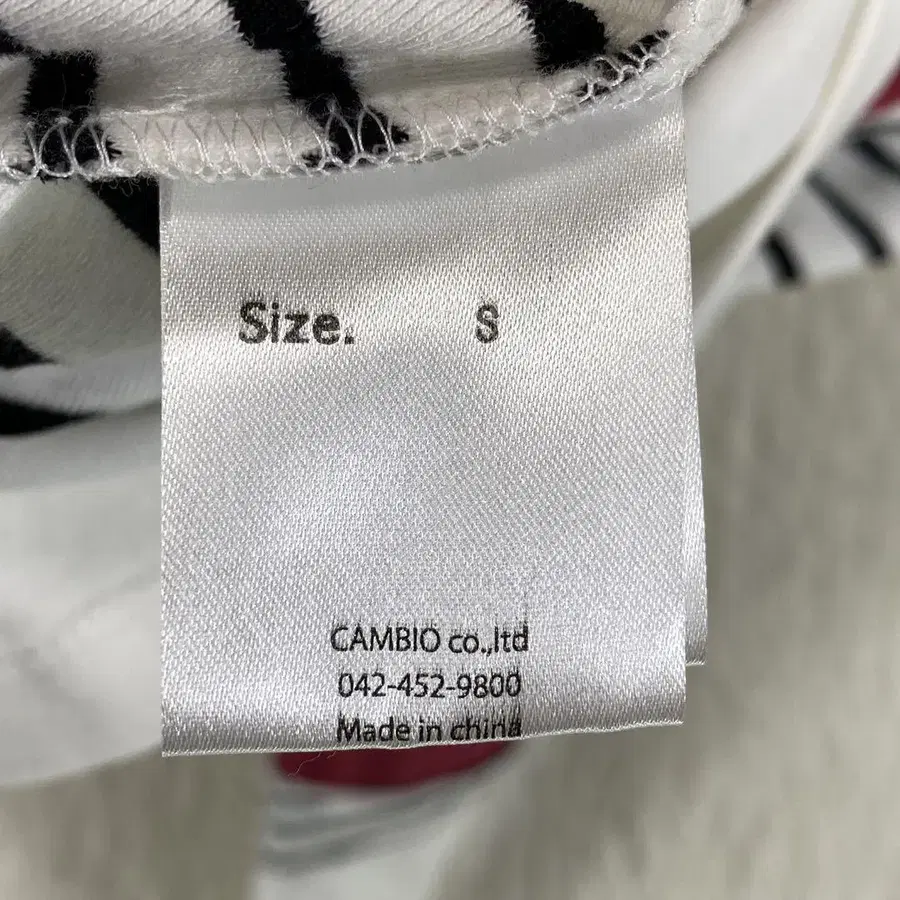 Size. S
CAMBIO co.,ltd
042-452-9800
Made in china